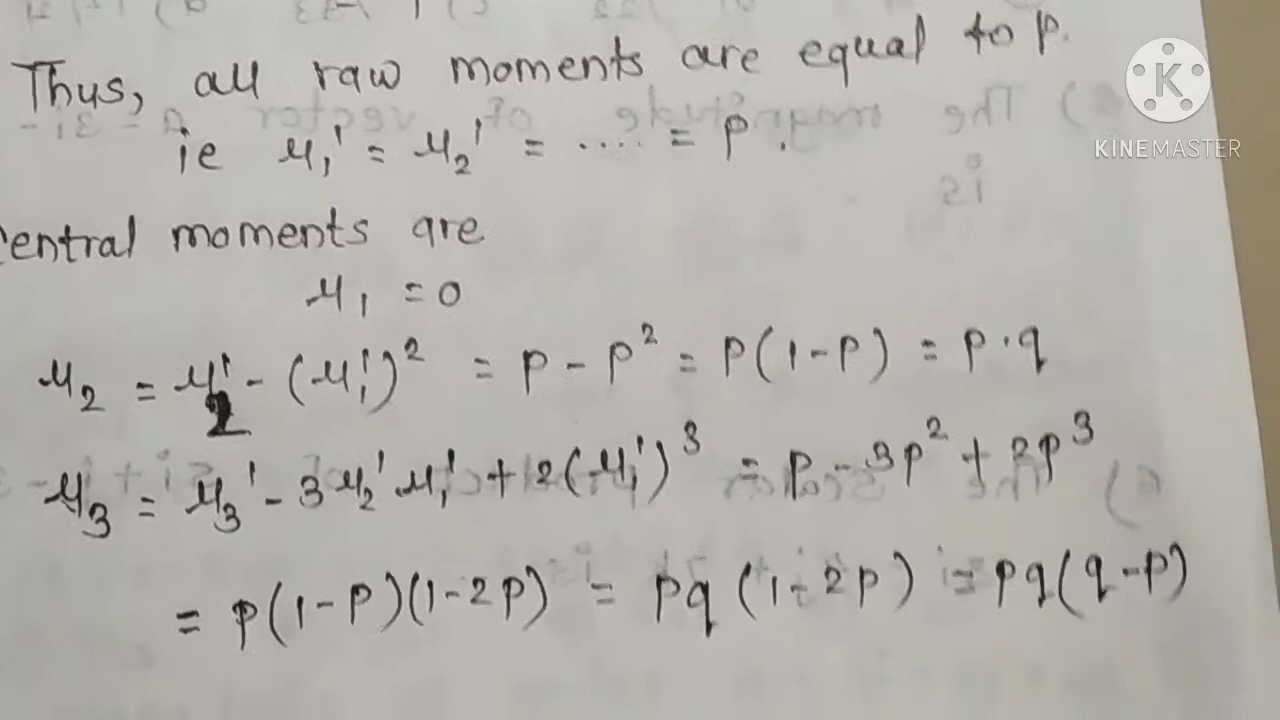 Thus, all raw moments are equal to p.
ie μ₁' = μ₂' = .... = p.
K
KINEMASTER
entral moments are
μ₁ = 0
μ₂ = μ₂' - (μ₁')² = p - p² = p(1-p) = p·q
μ₃ = μ₃' - 3μ₂'.μ₁' + 2(μ₁')³ = p - 3p² + 2p³
= p(1-p)(1-2p) = pq(1-2p) = pq(q-p)